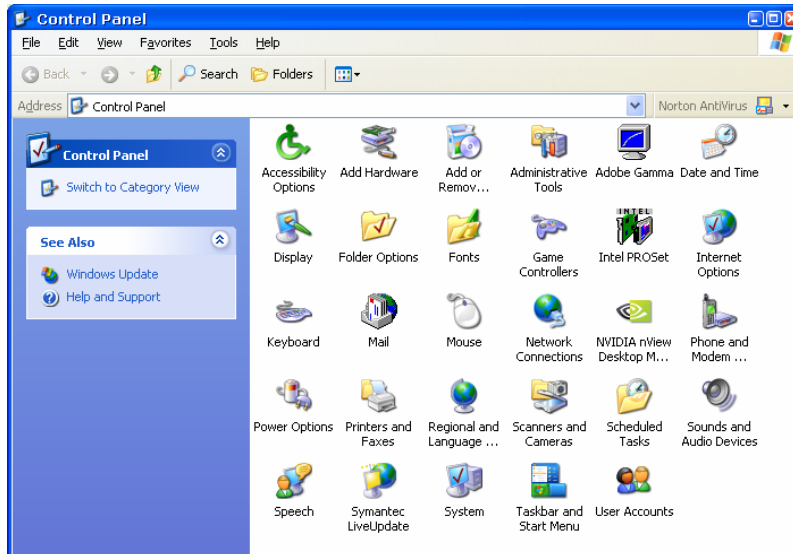 Control Panel
File Edit View Favorites Tools Help
Back Search Folders
Address Control Panel Norton AntiVirus
Control Panel
Switch to Category View
See Also
Windows Update
Help and Support
Accessibility Options
Add Hardware
Add or Remov...
Administrative Tools
Adobe Gamma
Date and Time
Display
Folder Options
Fonts
Game Controllers
INTEL
Intel PROSet
Internet Options
Keyboard
Mail
Mouse
Network Connections
NVIDIA nView Desktop M...
Phone and Modem ...
Power Options
Printers and Faxes
Regional and Language ...
Scanners and Cameras
Scheduled Tasks
Sounds and Audio Devices
Speech
Symantec LiveUpdate
System
Taskbar and Start Menu
User Accounts